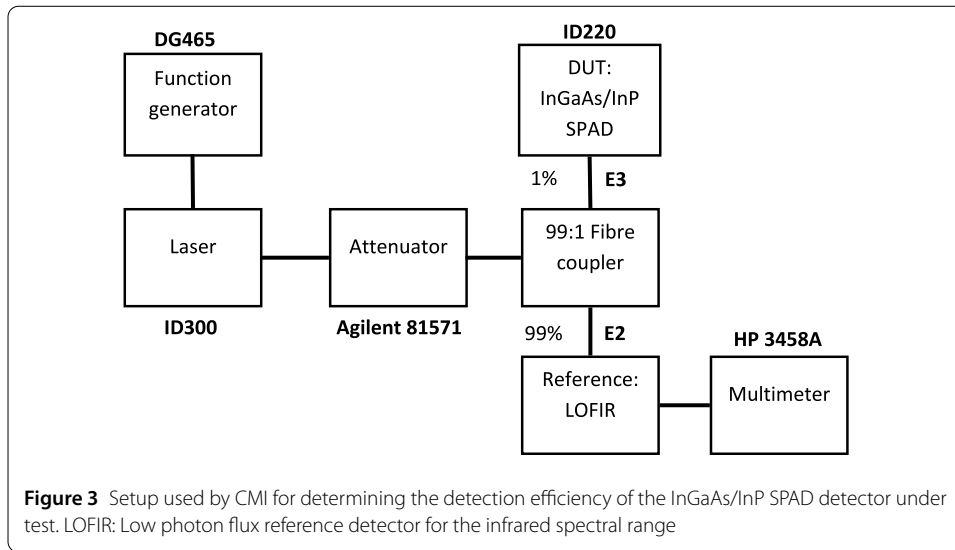 DG465
Function
generator
ID220
DUT:
InGaAs/InP
SPAD
1%
E3
Laser
ID300
Attenuator
Agilent 81571
99:1 Fibre
coupler
99%
E2
Reference:
LOFIR
HP 3458A
Multimeter
Figure 3 Setup used by CMI for determining the detection efficiency of the InGaAs/InP SPAD detector under
test. LOFIR: Low photon flux reference detector for the infrared spectral range